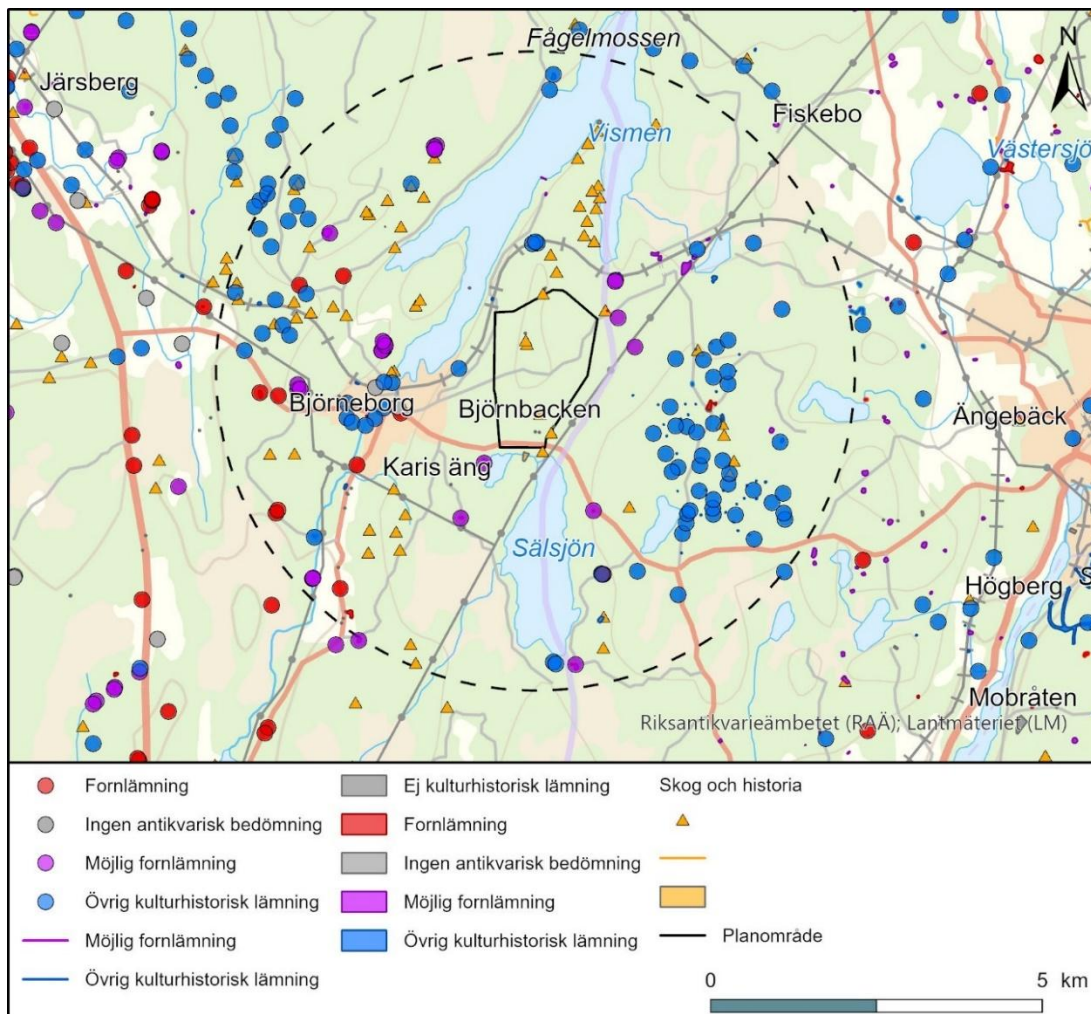 Fågelmossen
N
Järsberg
Fiskebo
Vismen
Västersjö
Björneborg
Björnbacken
Ängebäck
Karis äng
Sälsjön
Högberg
S
Mobråten
Riksantikvarieämbetet (RAÄ); Lantmäteriet (LM)
Fornlämning
Ingen antikvarisk bedömning
Möjlig fornlämning
Övrig kulturhistorisk lämning
Möjlig fornlämning
Övrig kulturhistorisk lämning
Ej kulturhistorisk lämning
Fornlämning
Ingen antikvarisk bedömning
Möjlig fornlämning
Övrig kulturhistorisk lämning
Skog och historia
Planområde
0 5 km